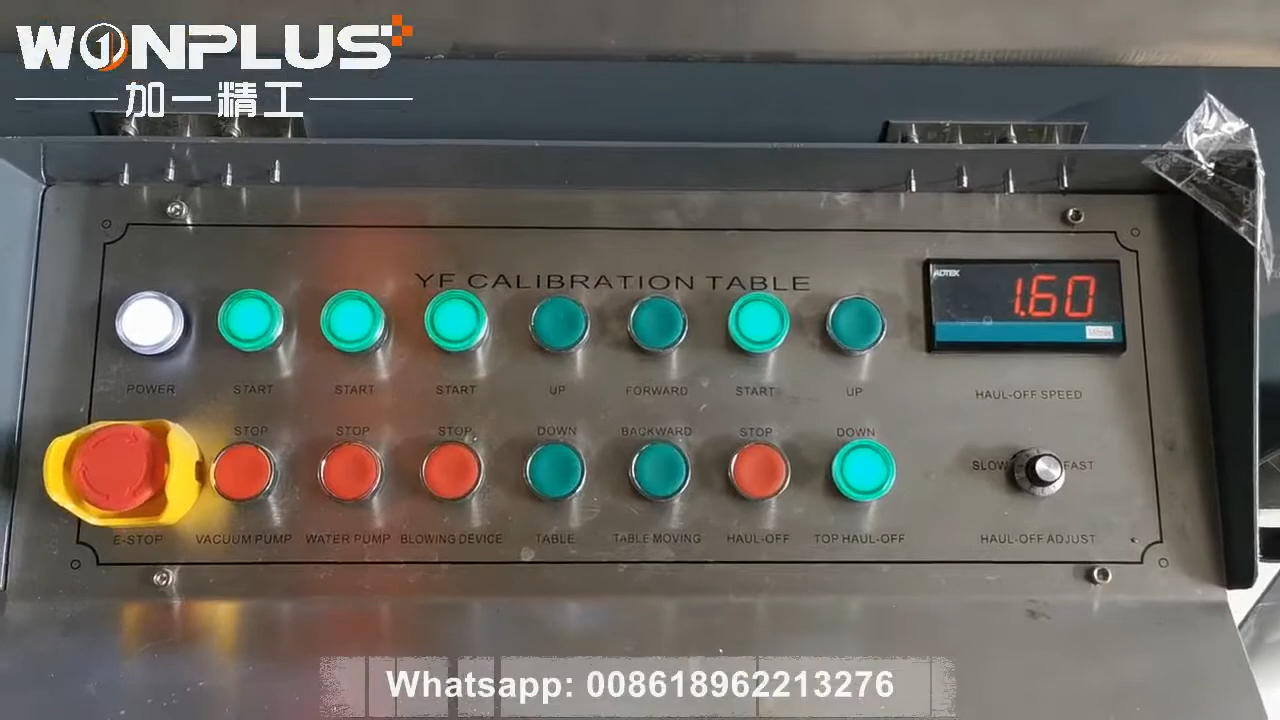 WONPLUS
加一精工
YF CALIBRATION TABLE
ADTEK
1.60
POWER START START START UP FORWARD START UP
HAUL-OFF SPEED
STOP STOP STOP DOWN BACKWARD STOP DOWN
SLOW FAST
E-STOP VACUUM PUMP WATER PUMP BLOWING DEVICE TABLE TABLE MOVING HAUL-OFF TOP HAUL-OFF HAUL-OFF ADJUST
Whatsapp: 008618962213276